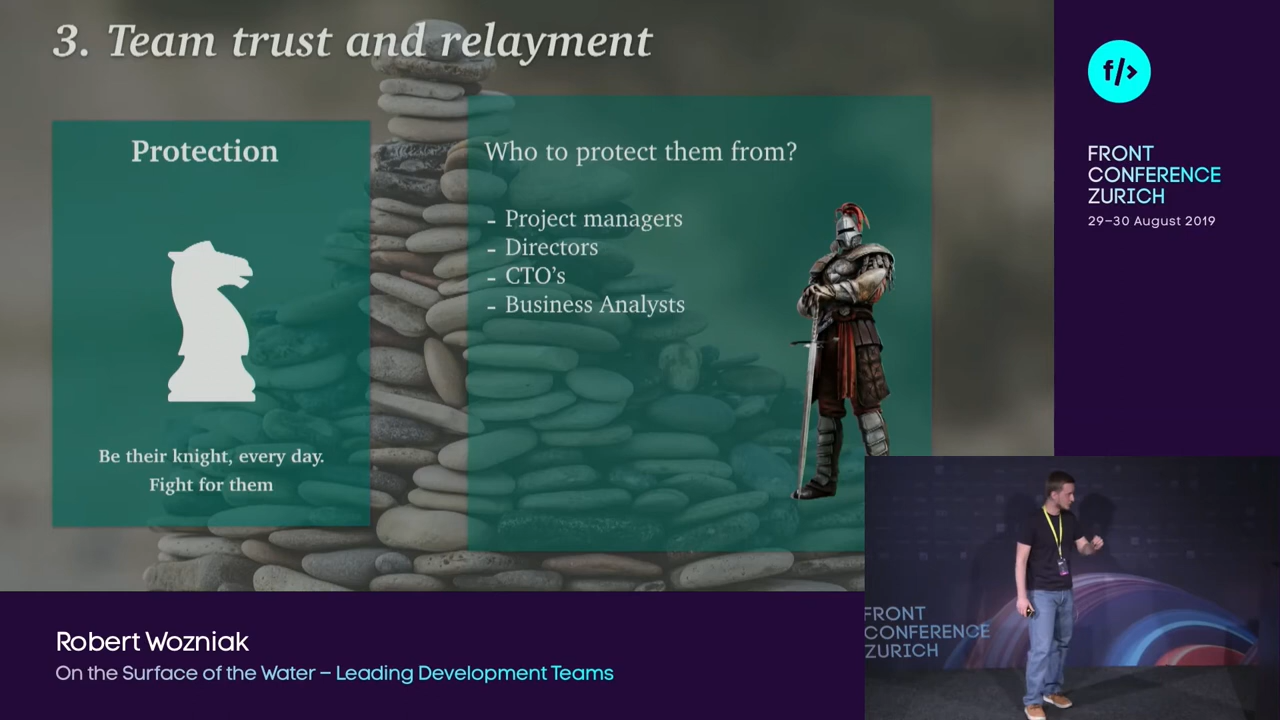 3. Team trust and relayment
Protection
Be their knight, every day.
Fight for them
Who to protect them from?
- Project managers
- Directors
- CTO's
- Business Analysts
f/>
FRONT
CONFERENCE
ZURICH
29–30 August 2019
FRONT
CONFERENCE
ZURICH
Robert Wozniak
On the Surface of the Water – Leading Development Teams